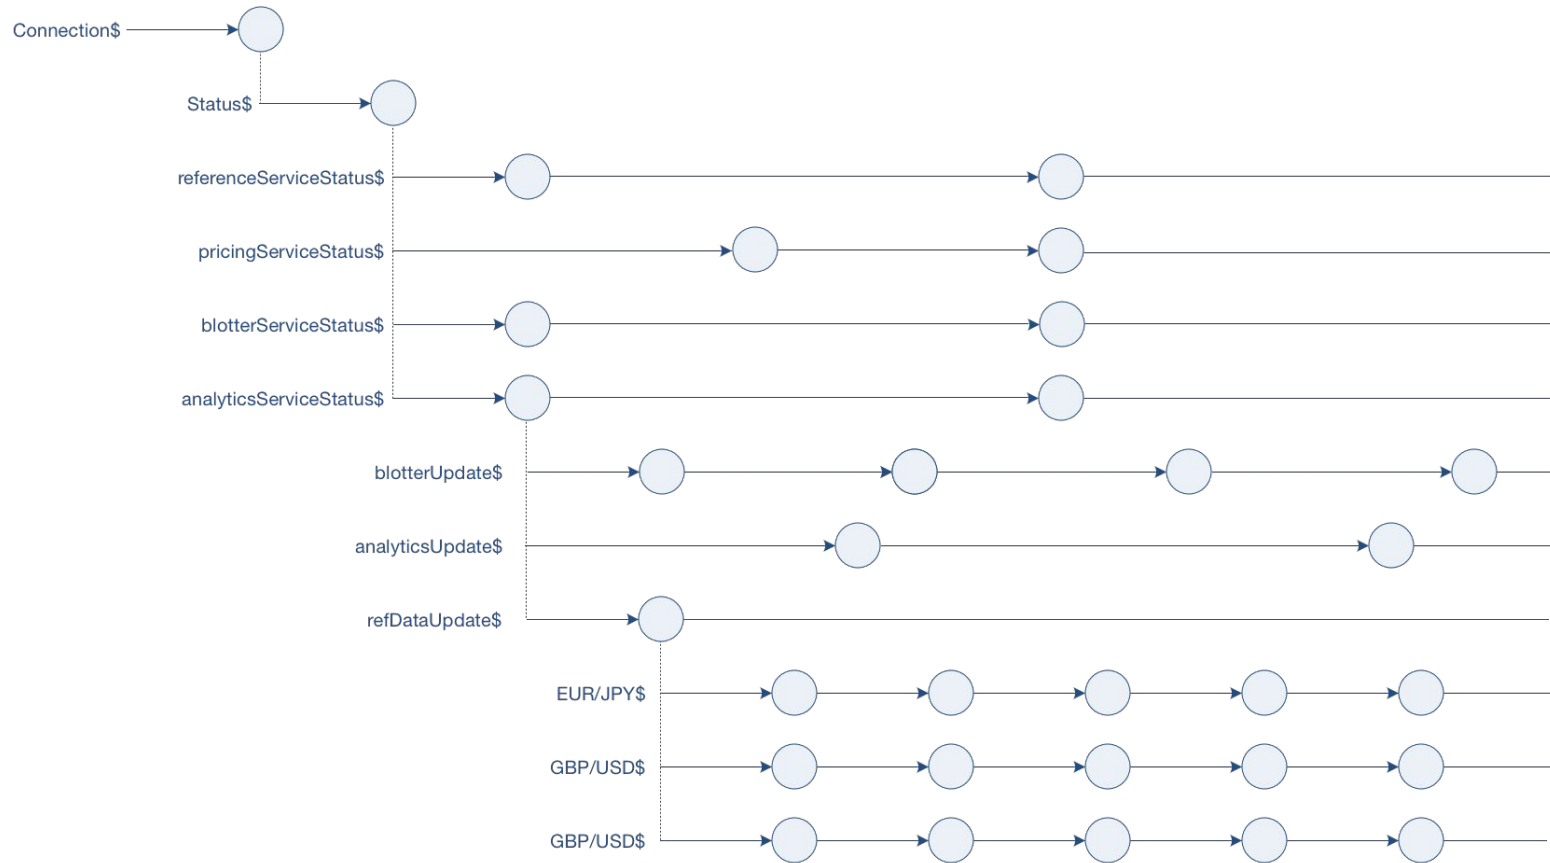 Connection$
Status$
referenceServiceStatus$
pricingServiceStatus$
blotterServiceStatus$
analyticsServiceStatus$
blotterUpdate$
analyticsUpdate$
refDataUpdate$
EUR/JPY$
GBP/USD$
GBP/USD$